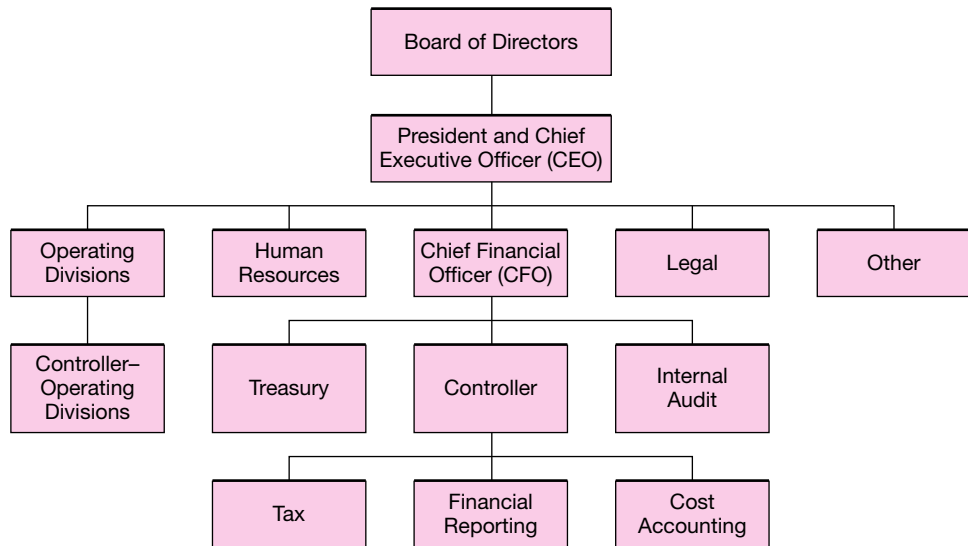 Board of Directors
President and Chief
Executive Officer (CEO)
Operating
Divisions
Human
Resources
Chief Financial
Officer (CFO)
Legal
Other
Controller–
Operating
Divisions
Treasury
Controller
Internal
Audit
Tax
Financial
Reporting
Cost
Accounting